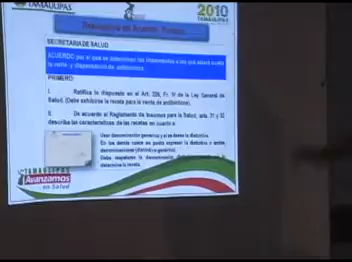 TAMAULIPAS
2010
TAMAULIPAS
SECRETARIA DE SALUD
ACUERDO por el que se determinan los lineamientos a los que estará sujeta
la venta y dispensación de antibióticos.
PRIMERO:
I. Ratifica lo dispuesto en el Art. 226, Fr. IV de la Ley General de
Salud. (Debe exhibirse la receta para la Venta de antibióticos).
II. De acuerdo al Reglamento de Insumos para la Salud, arts. 31 y 32
describe las características de las recetas en cuanto a:
Usar denominación genérica y si se desea la distintiva.
En los demás casos se podrá expresar la distintiva o ambas
denominaciones (distintiva-genérica).
Debe respetarse la denominación
determine la receta.
TAMAULIPAS
Avanzamos
en Salud